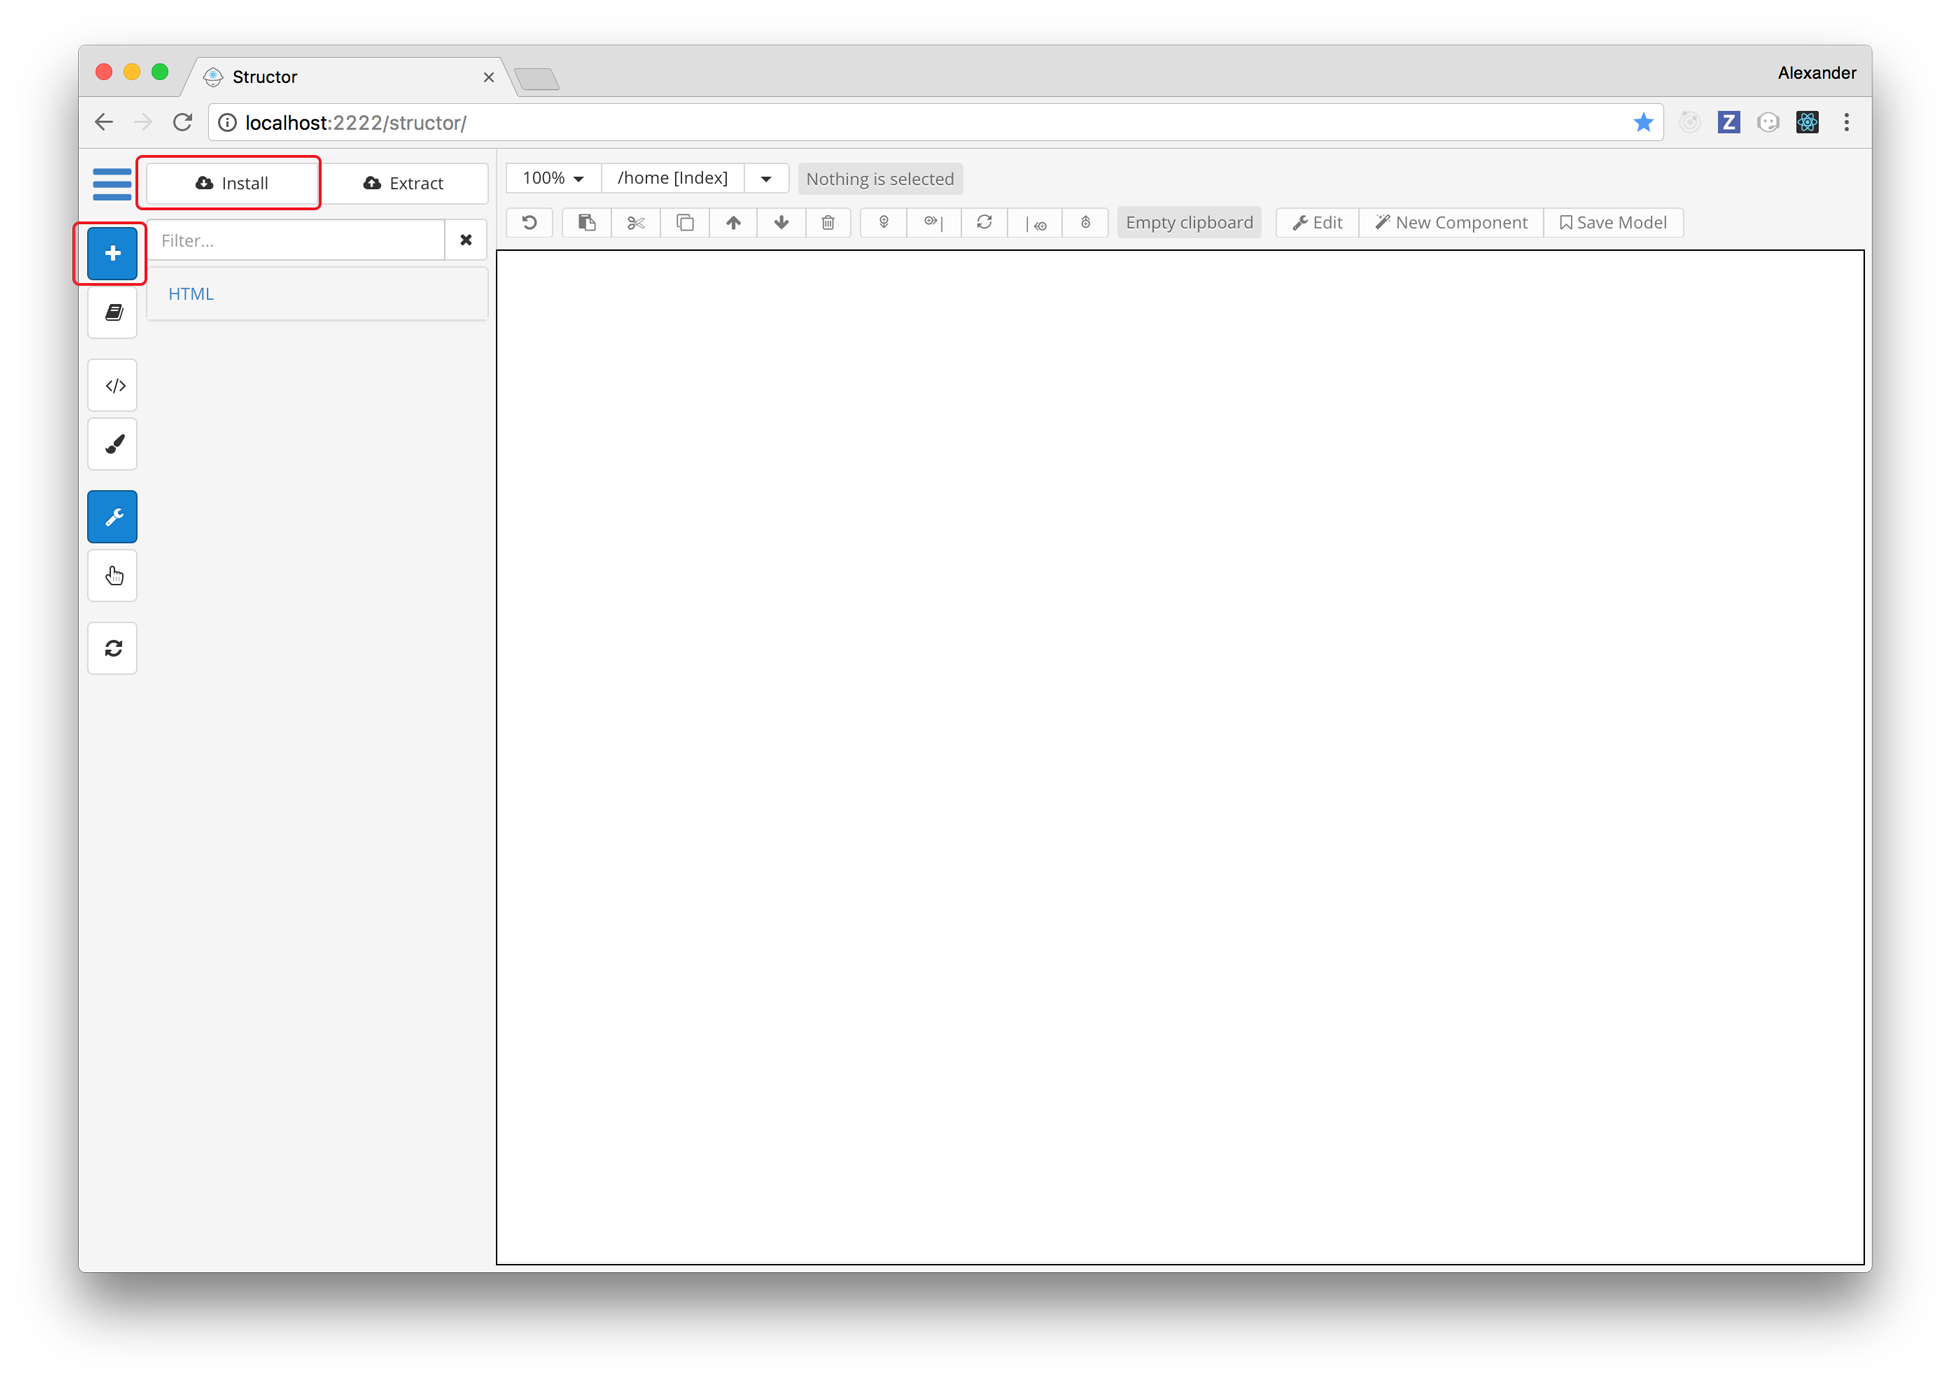 Structor
Alexander
localhost:2222/structor/
Install
Extract
100%
/home [Index]
Nothing is selected
Filter...
Empty clipboard
Edit
New Component
Save Model
HTML